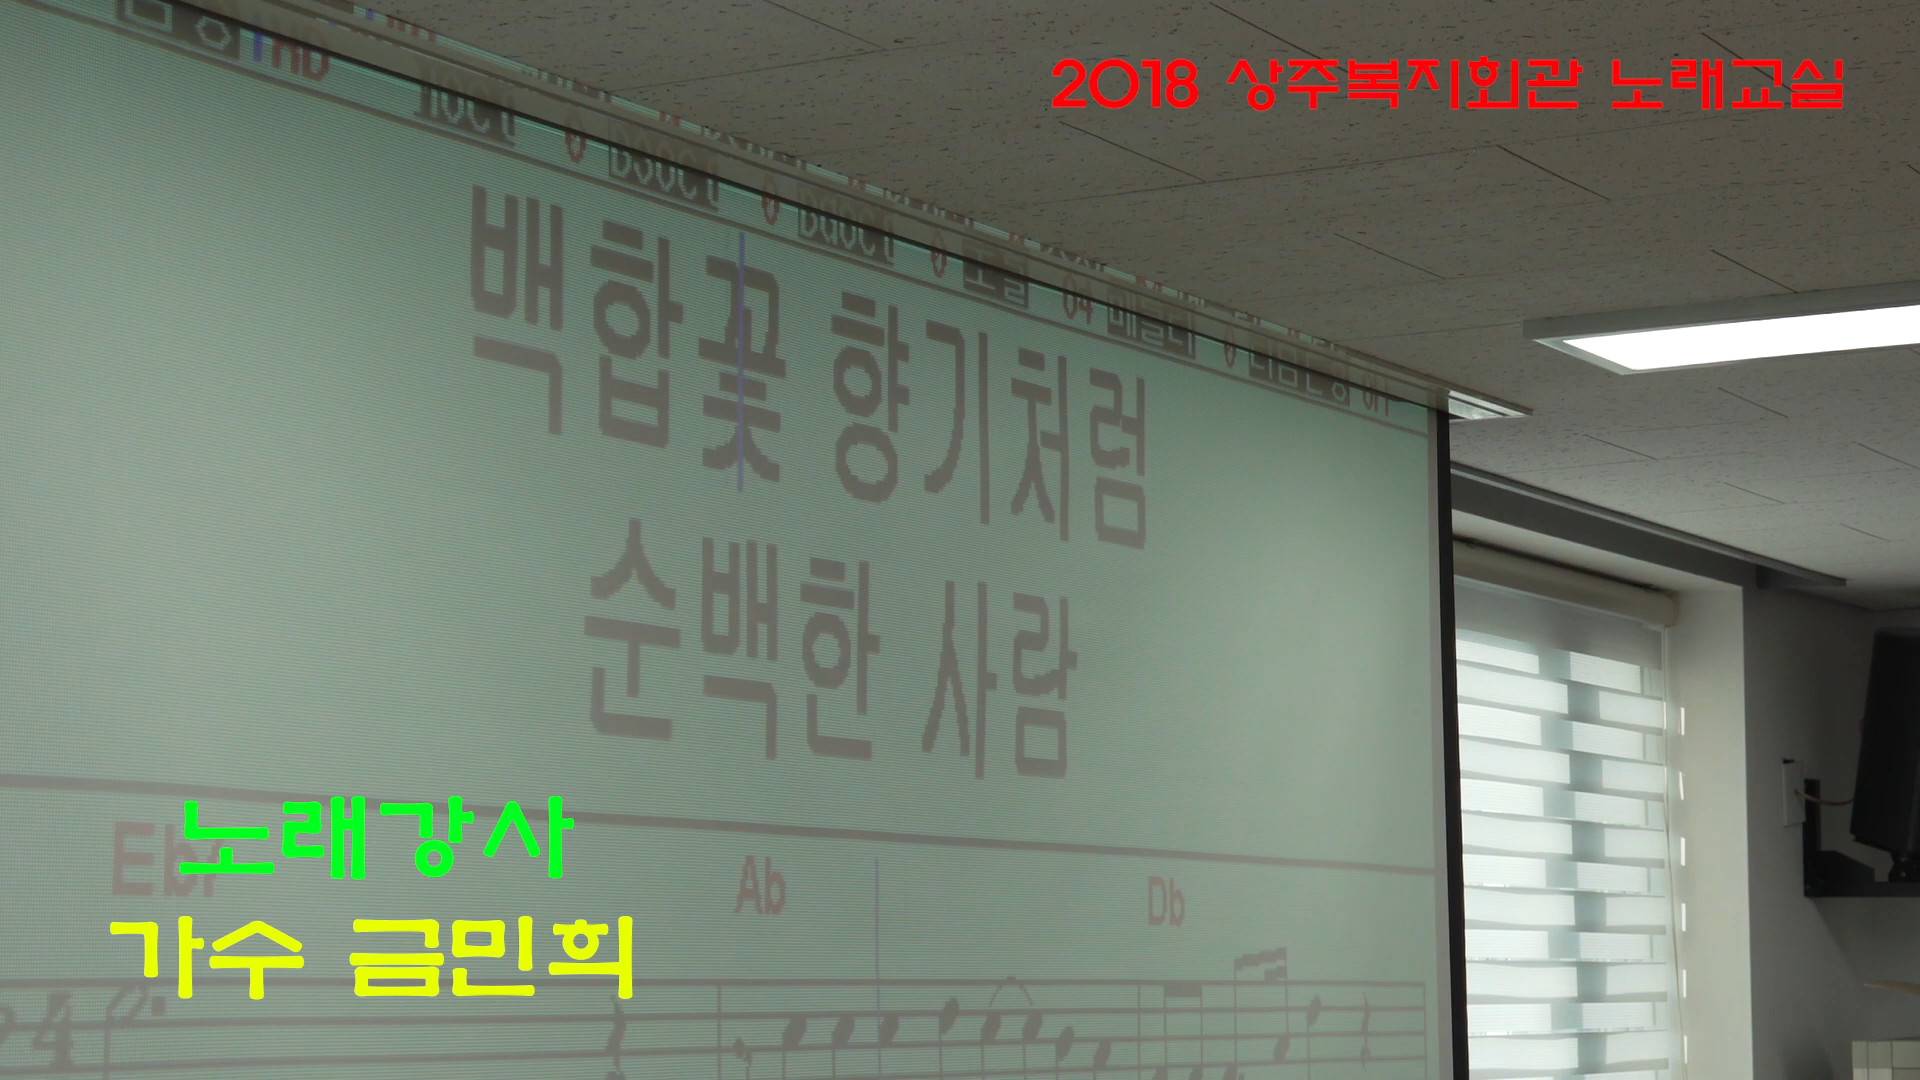 2018 상주복지회관 노래교실
백합꽃 향기처럼
순백한 사람
노래강사
Ab
Db
가수 금민희